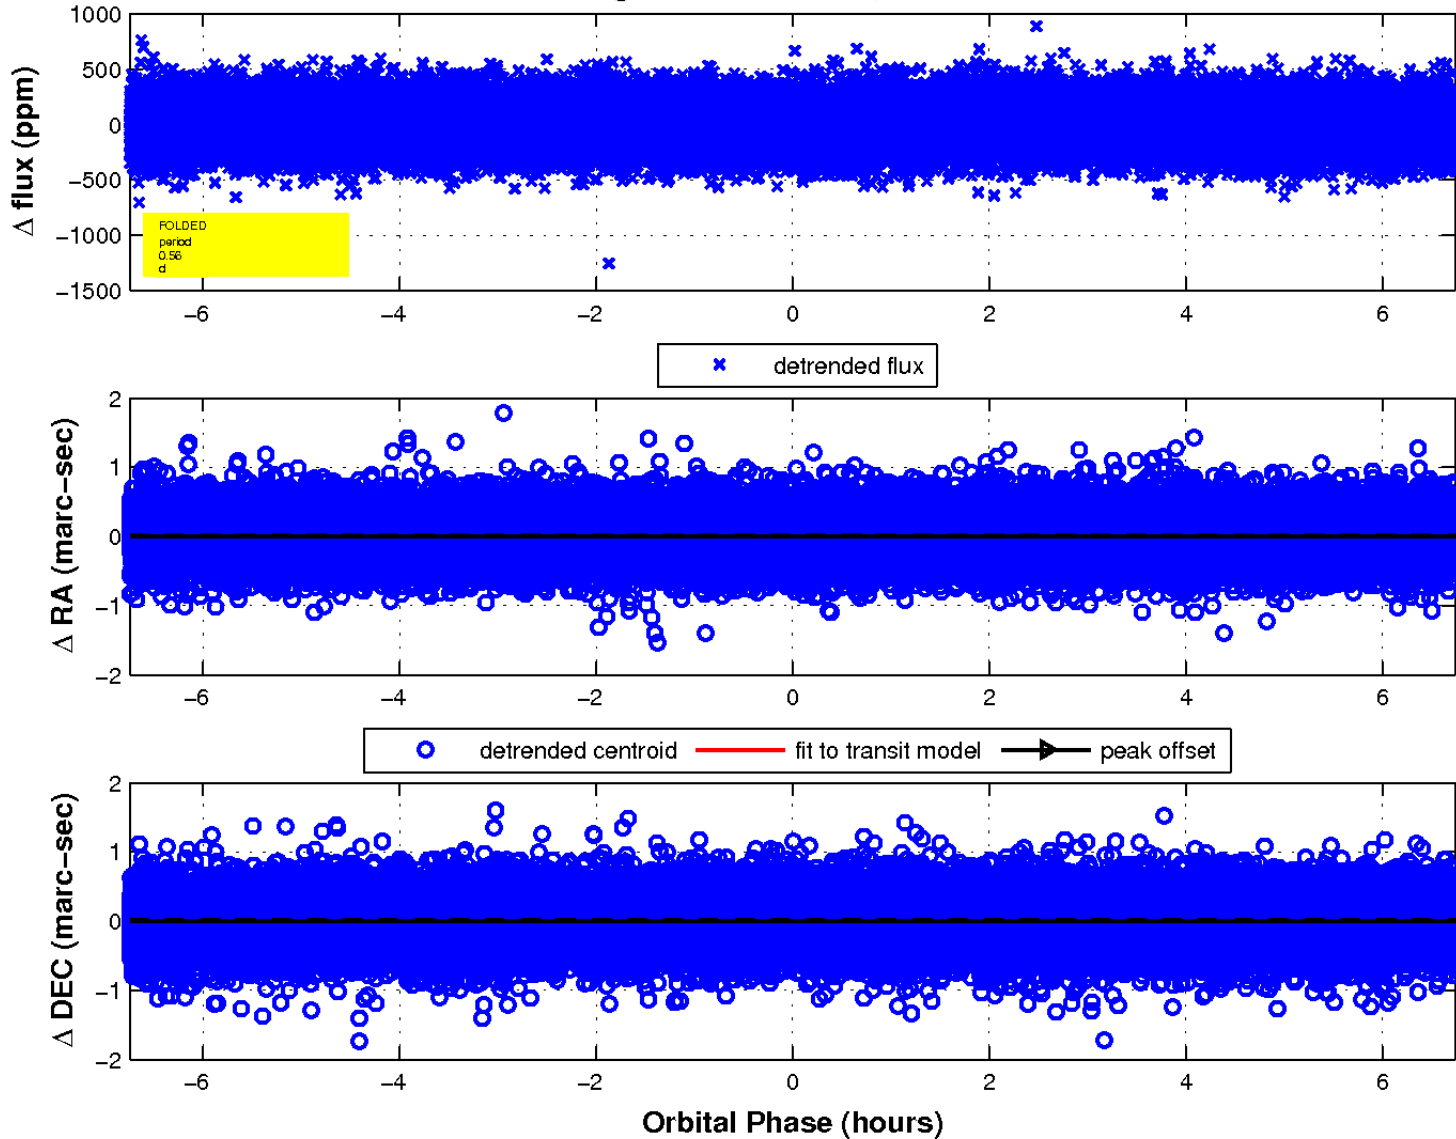 1000
500
0
−500
−1000
−1500
Δ flux (ppm)
FOLDED
period
0.56
d
−6 −4 −2 0 2 4 6
detrended flux
2
1
0
−1
−2
Δ RA (marc−sec)
−6 −4 −2 0 2 4 6
detrended centroid fit to transit model peak offset
2
1
0
−1
−2
Δ DEC (marc−sec)
−6 −4 −2 0 2 4 6
Orbital Phase (hours)